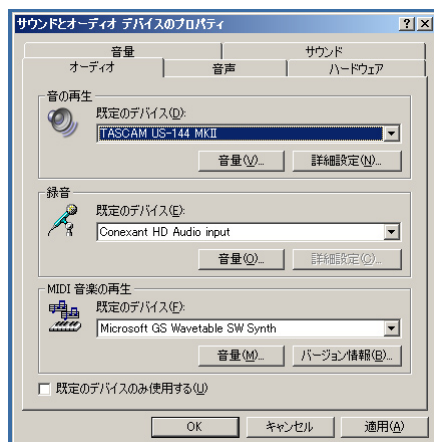 サウンドとオーディオ デバイスのプロパティ
音量 サウンド
オーディオ 音声 ハードウェア
音の再生
既定のデバイス(D):
TASCAM US-144 MKII
音量(V)... 詳細設定(N)...
録音
既定のデバイス(E):
Conexant HD Audio input
音量(O)... 詳細設定(C)...
MIDI 音楽の再生
既定のデバイス(F):
Microsoft GS Wavetable SW Synth
音量(M)... バージョン情報(B)...
既定のデバイスのみ使用する(U)
OK キャンセル 適用(A)